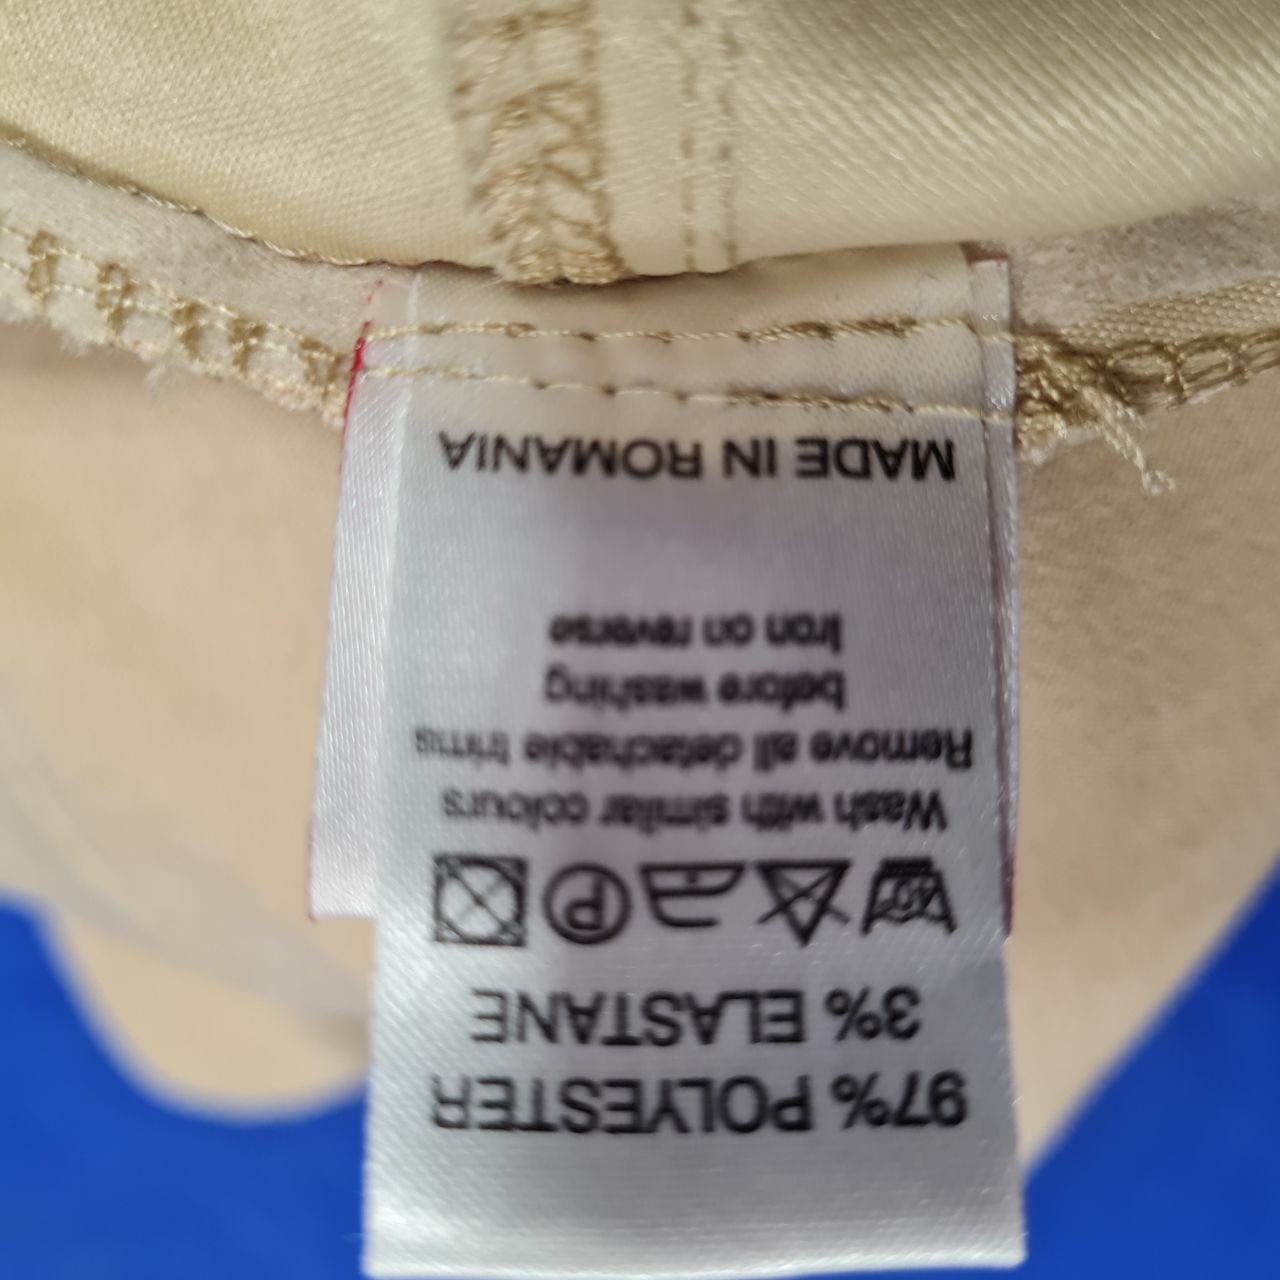 97% POLYESTER
3% ELASTANE
40 P
Wash with similar colours
Remove all detachable trims
before washing
Iron on reverse
MADE IN ROMANIA